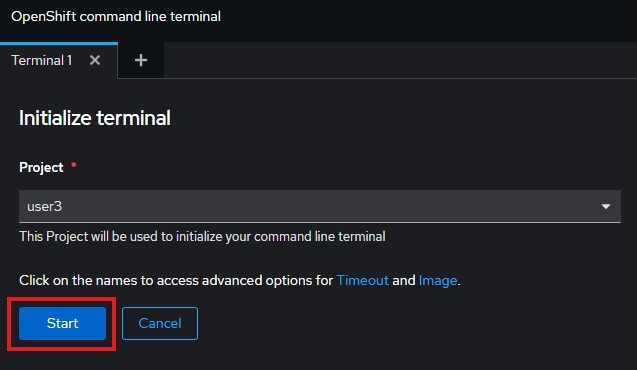 OpenShift command line terminal
Terminal 1
Initialize terminal
Project *
user3
This Project will be used to initialize your command line terminal
Click on the names to access advanced options for Timeout and Image.
Start Cancel